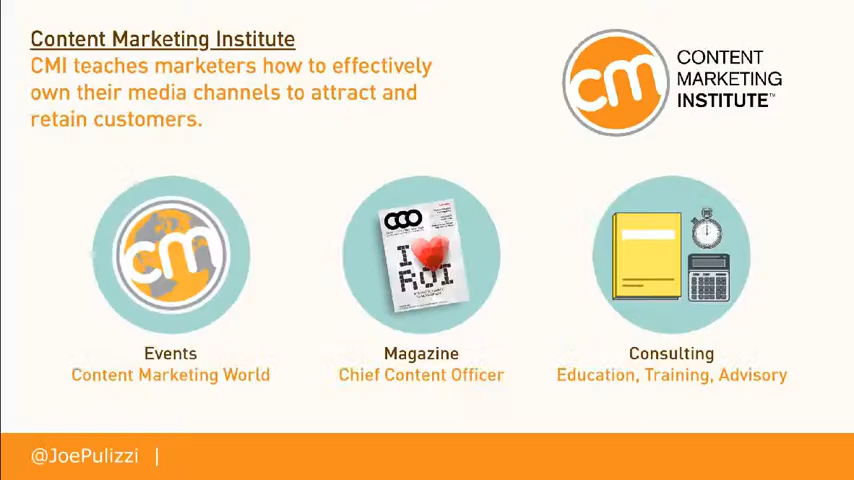 Content Marketing Institute
CMI teaches marketers how to effectively
own their media channels to attract and
retain customers.
cm
CONTENT
MARKETING
INSTITUTE™
cm
CCO
I
ROI
Events
Content Marketing World
Magazine
Chief Content Officer
Consulting
Education, Training, Advisory
@JoePulizzi |